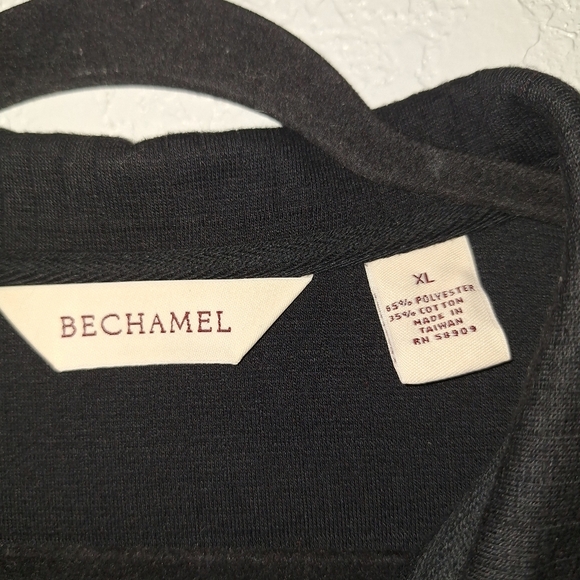 BECHAMEL
XL
65% POLYESTER
35% COTTON
MADE IN
TAIWAN
RN 58909